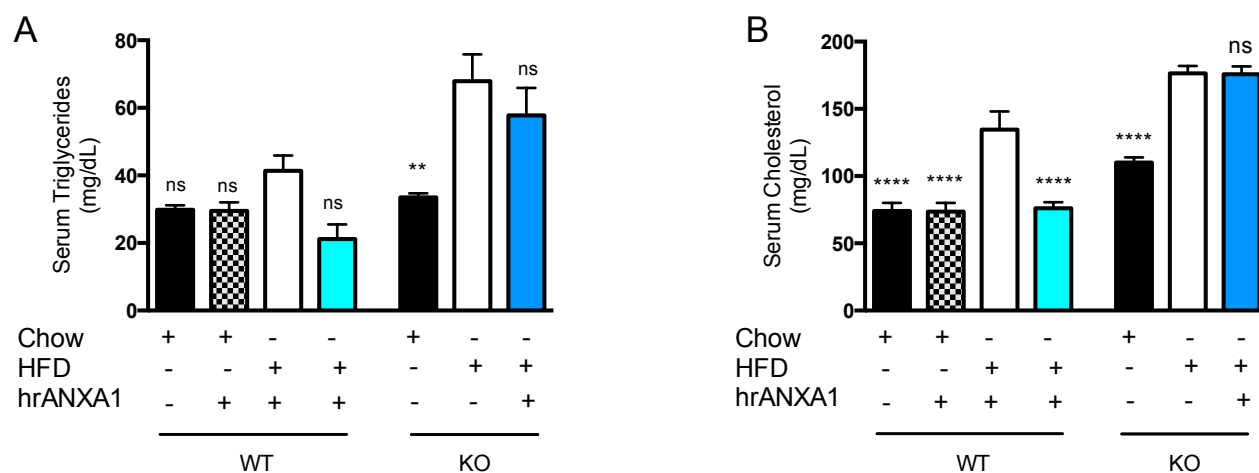 A
Serum Triglycerides
(mg/dL)
80
60
40
20
0
ns
ns
ns
**
ns
Chow + + - - + - -
HFD - - + + - + +
hrANXA1 - + + + - - +
WT
KO
B
Serum Cholesterol
(mg/dL)
200
150
100
50
0
****
****
****
****
ns
Chow + + - - + - -
HFD - - + + - + +
hrANXA1 - + + + - - +
WT
KO